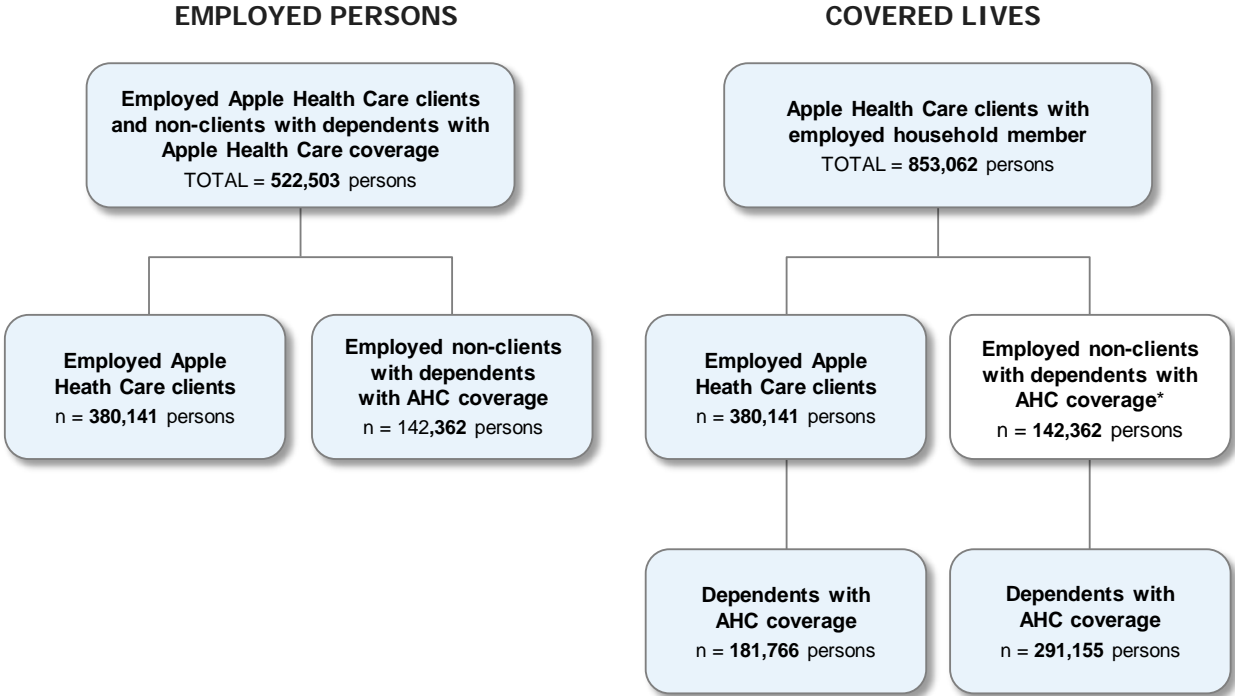 EMPLOYED PERSONS
Employed Apple Health Care clients
and non-clients with dependents with
Apple Health Care coverage
TOTAL = 522,503 persons
Employed Apple
Heath Care clients
n = 380,141 persons
Employed non-clients
with dependents
with AHC coverage
n = 142,362 persons
COVERED LIVES
Apple Health Care clients with
employed household member
TOTAL = 853,062 persons
Employed Apple
Heath Care clients
n = 380,141 persons
Employed non-clients
with dependents with
AHC coverage*
n = 142,362 persons
Dependents with
AHC coverage
n = 181,766 persons
Dependents with
AHC coverage
n = 291,155 persons